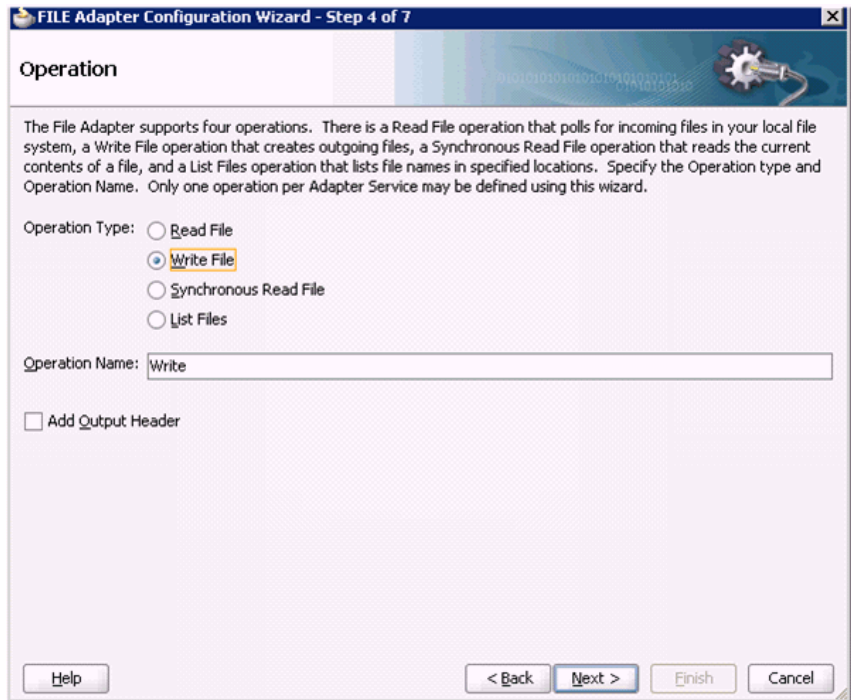 FILE Adapter Configuration Wizard - Step 4 of 7
Operation
The File Adapter supports four operations. There is a Read File operation that polls for incoming files in your local file
system, a Write File operation that creates outgoing files, a Synchronous Read File operation that reads the current
contents of a file, and a List Files operation that lists file names in specified locations. Specify the Operation type and
Operation Name. Only one operation per Adapter Service may be defined using this wizard.
Operation Type:
Read File
Write File
Synchronous Read File
List Files
Operation Name: Write
Add Output Header
Help
< Back
Next >
Finish
Cancel